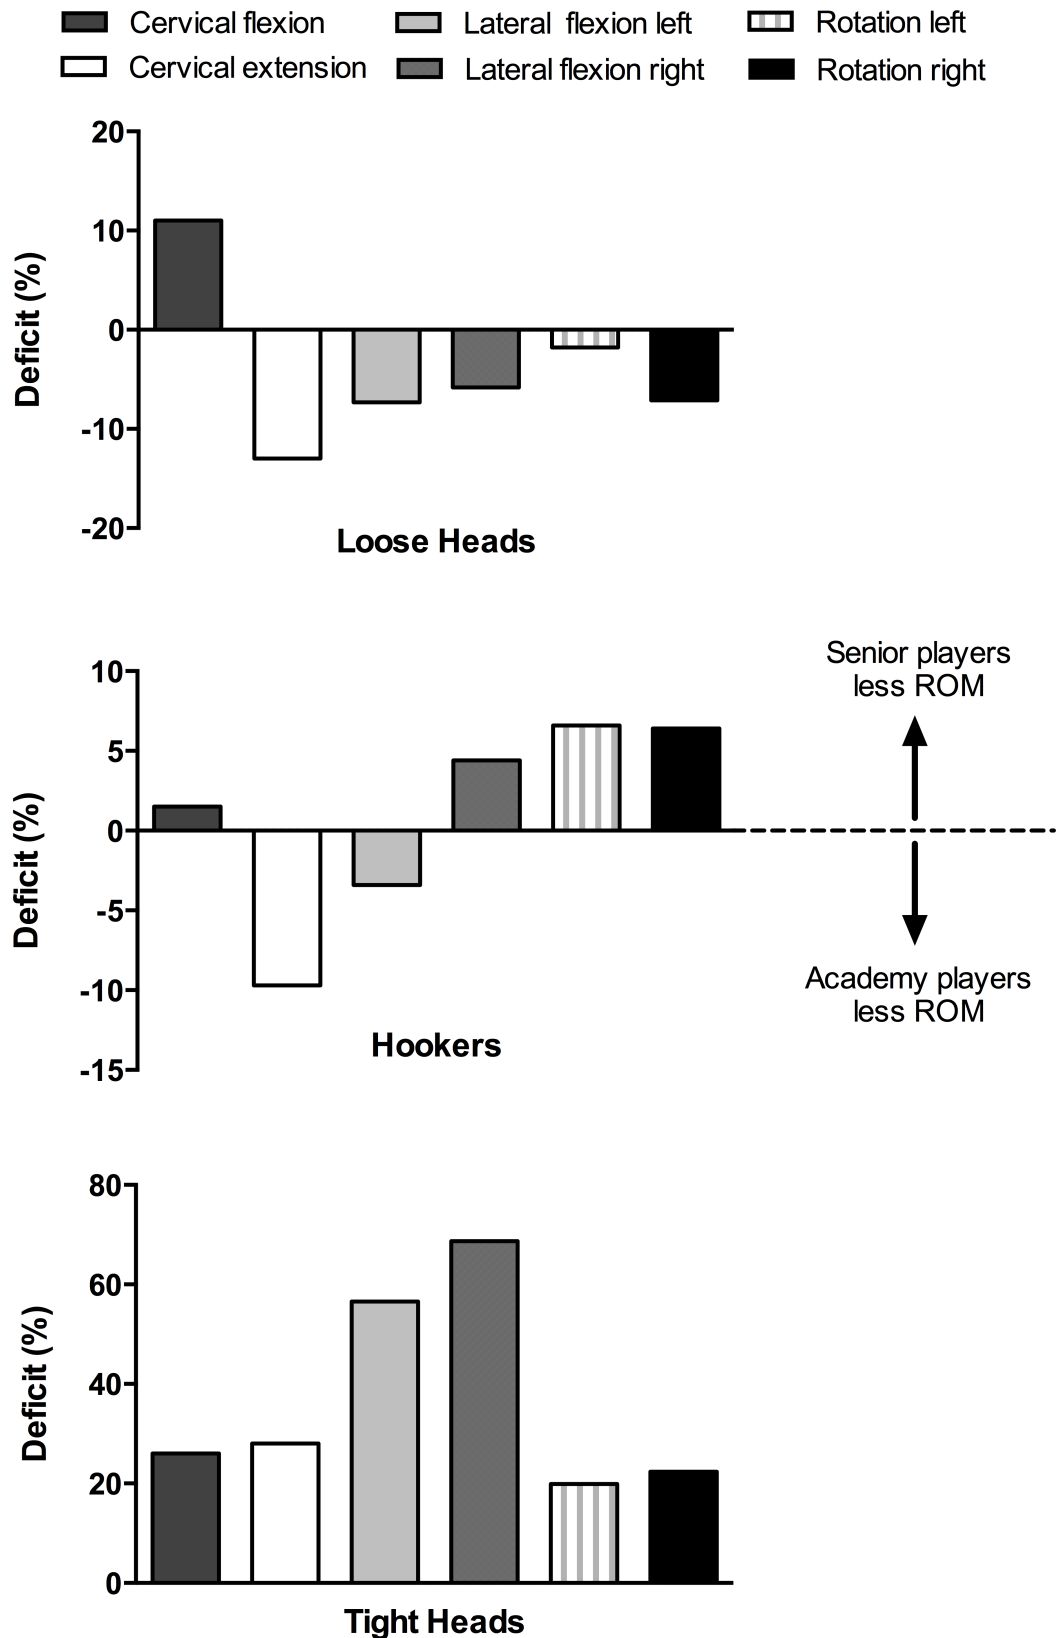 Cervical flexion
Lateral flexion left
Rotation left
Cervical extension
Lateral flexion right
Rotation right
20
10
0
-10
-20
Deficit (%)
Loose Heads
10
5
0
-5
-10
-15
Deficit (%)
Hookers
Senior players
less ROM
Academy players
less ROM
80
60
40
20
0
Deficit (%)
Tight Heads